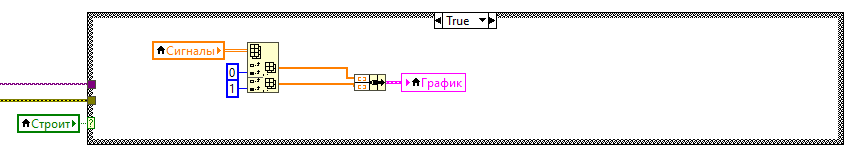 True
Сигналы
0
1
График
Строит
?